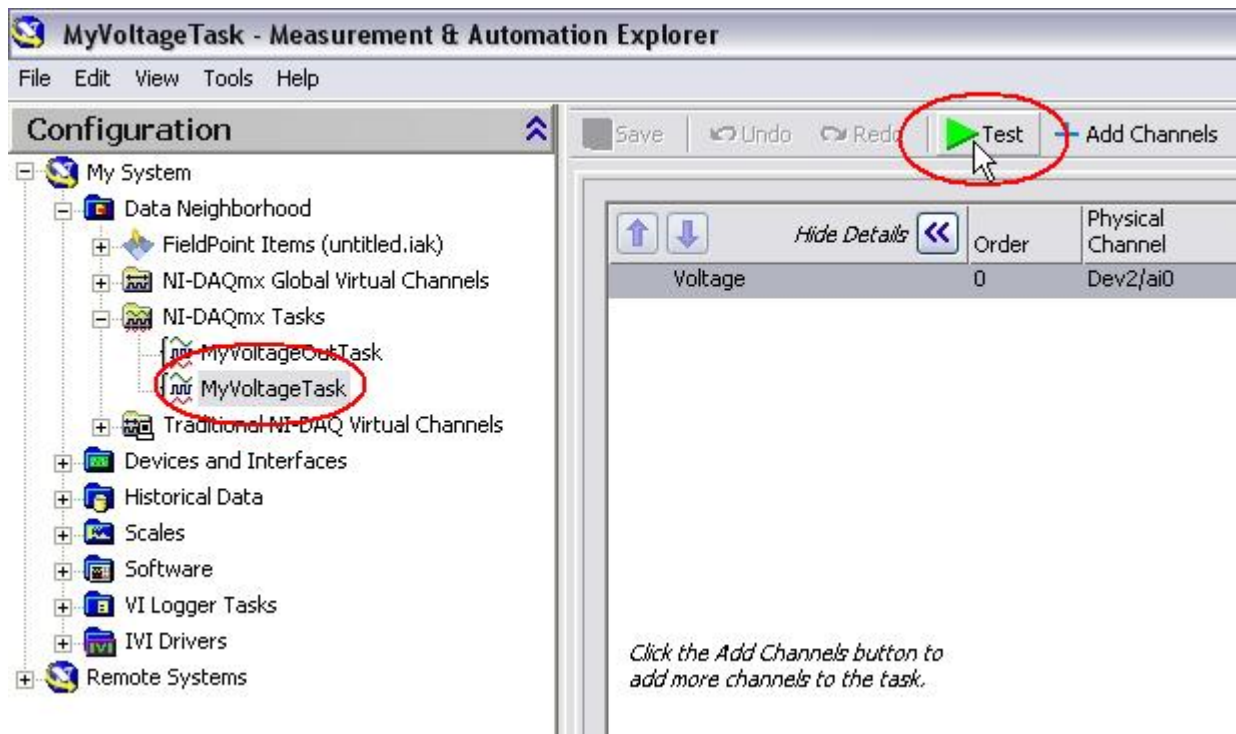 MyVoltageTask - Measurement & Automation Explorer
File Edit View Tools Help
Configuration
My System
Data Neighborhood
FieldPoint Items (untitled.iak)
NI-DAQmx Global Virtual Channels
NI-DAQmx Tasks
MyVoltageOutTask
MyVoltageTask
Traditional NI-DAQ Virtual Channels
Devices and Interfaces
Historical Data
Scales
Software
VI Logger Tasks
IVI Drivers
Remote Systems
Save Undo Redo Test Add Channels
Hide Details Order Physical
Channel
Voltage 0 Dev2/ai0
Click the Add Channels button to
add more channels to the task.